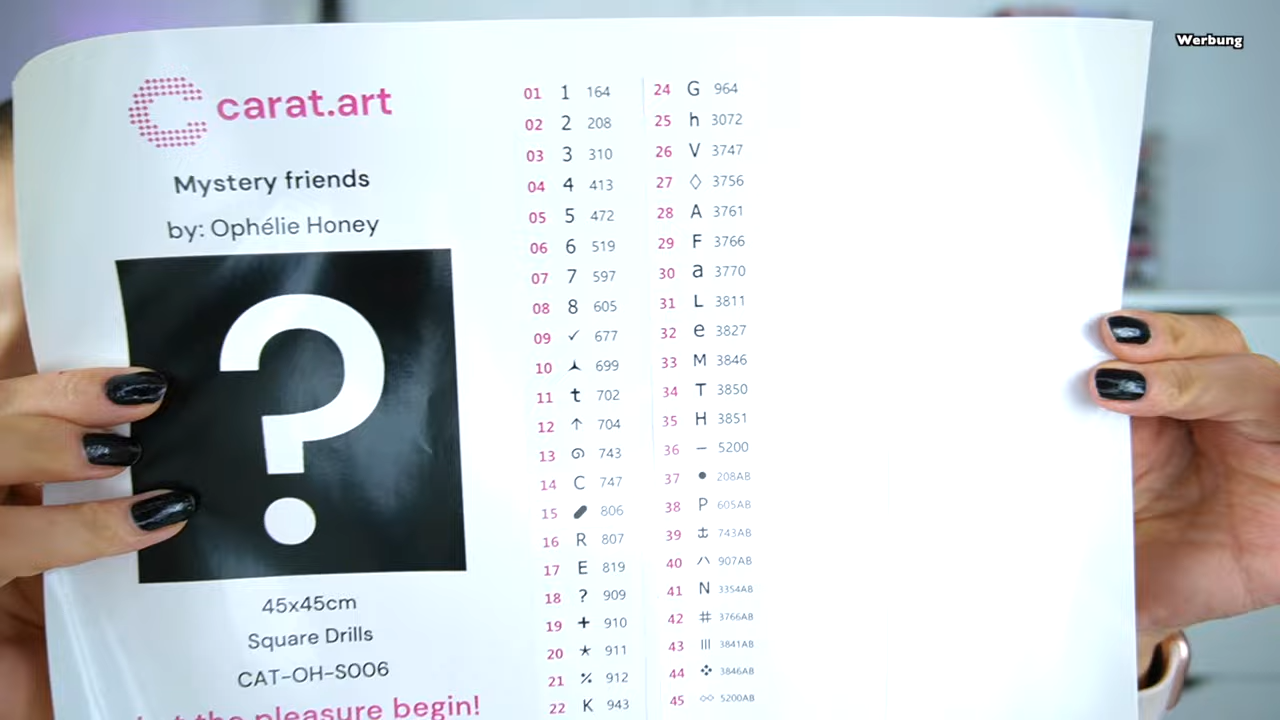 Werbung
carat.art
Mystery friends
by: Ophélie Honey
?
45x45cm
Square Drills
CAT-OH-S006
the pleasure begin!
01 1 164
02 2 208
03 3 310
04 4 413
05 5 472
06 6 519
07 7 597
08 8 605
09 ✓ 677
10 ⅄ 699
11 t 702
12 ↑ 704
13 743
14 C 747
15 806
16 R 807
17 E 819
18 ? 909
19 + 910
20 ★ 911
21 ٪ 912
22 K 943
24 G 964
25 h 3072
26 V 3747
27 ◇ 3756
28 A 3761
29 F 3766
30 a 3770
31 L 3811
32 e 3827
33 M 3846
34 T 3850
35 H 3851
36 – 5200
37 ● 208AB
38 P 605AB
39 ⚓ 743AB
40 907AB
41 N 3354AB
42 # 3766AB
43 ||| 3841AB
44 ❖ 3846AB
45 ◇◇ 5200AB